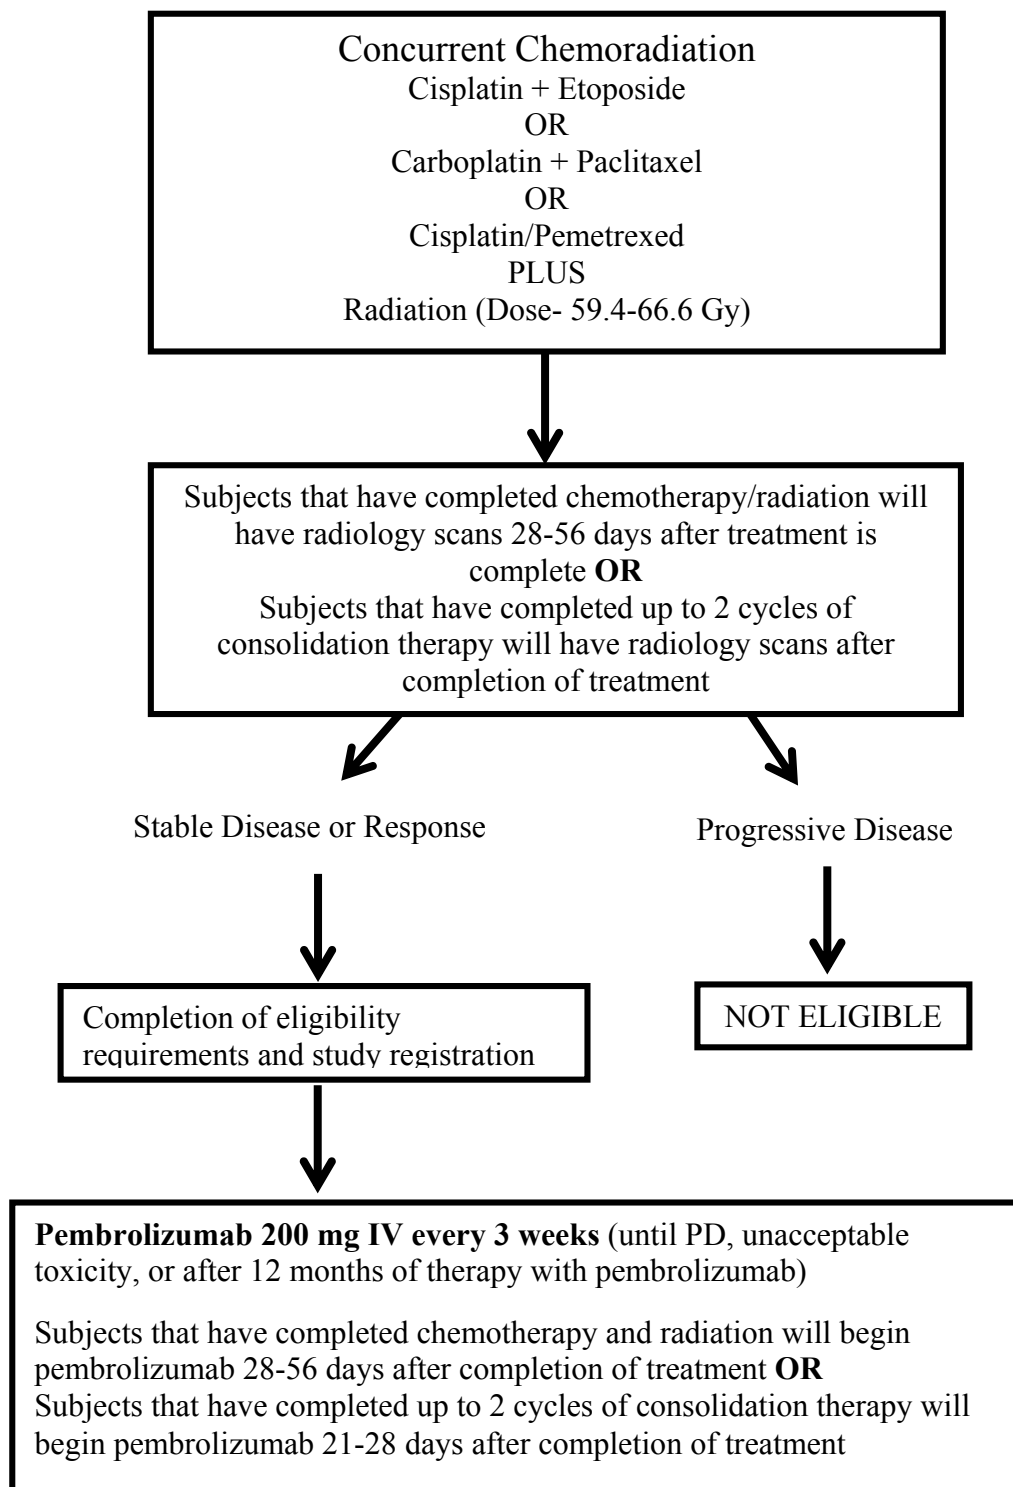 Concurrent Chemoradiation
Cisplatin + Etoposide
OR
Carboplatin + Paclitaxel
OR
Cisplatin/Pemetrexed
PLUS
Radiation (Dose- 59.4-66.6 Gy)
Subjects that have completed chemotherapy/radiation will
have radiology scans 28-56 days after treatment is
complete OR
Subjects that have completed up to 2 cycles of
consolidation therapy will have radiology scans after
completion of treatment
Stable Disease or Response
Progressive Disease
Completion of eligibility
requirements and study registration
NOT ELIGIBLE
Pembrolizumab 200 mg IV every 3 weeks (until PD, unacceptable
toxicity, or after 12 months of therapy with pembrolizumab)
Subjects that have completed chemotherapy and radiation will begin
pembrolizumab 28-56 days after completion of treatment OR
Subjects that have completed up to 2 cycles of consolidation therapy will
begin pembrolizumab 21-28 days after completion of treatment